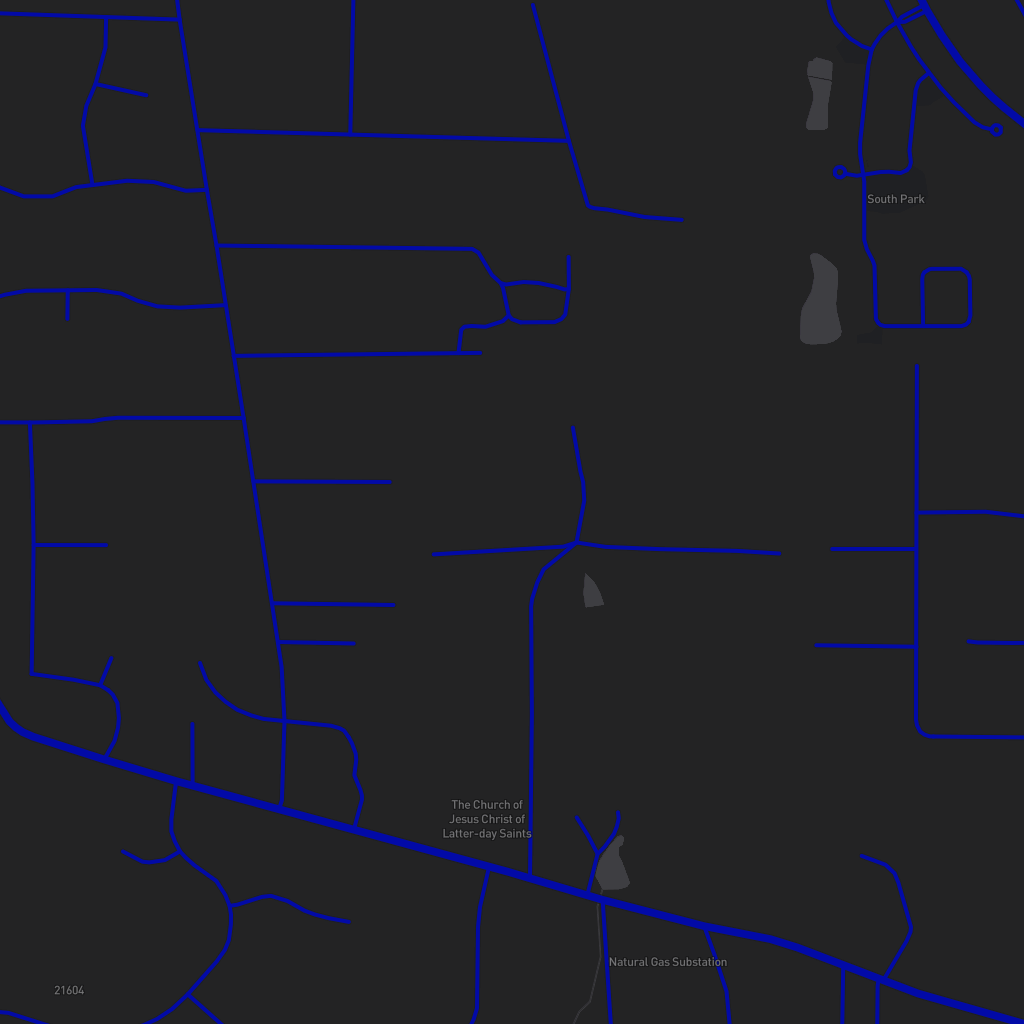 South Park
The Church of
Jesus Christ of
Latter-day Saints
Natural Gas Substation
21604